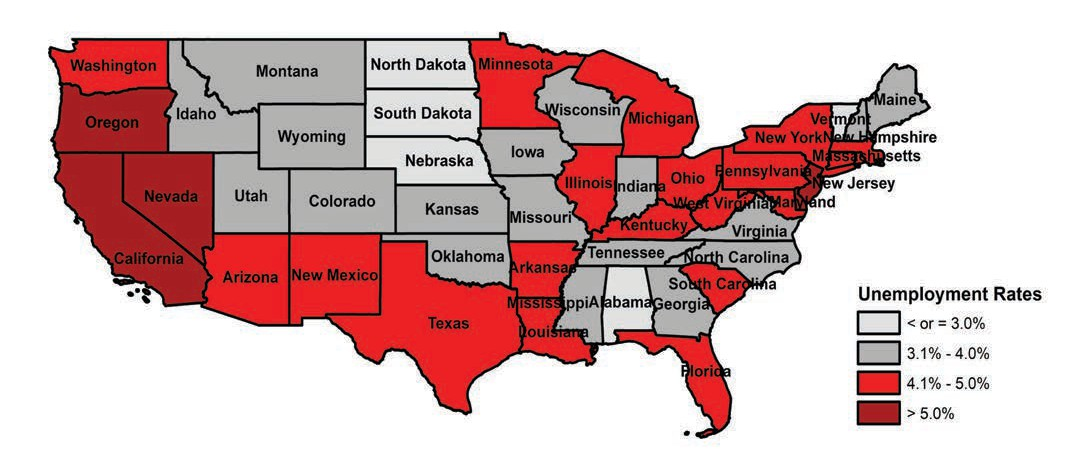 Washington
Montana
North Dakota
Minnesota
Maine
Oregon
Idaho
South Dakota
Wisconsin
Michigan
Vermont
Wyoming
New York
New Hampshire
Nebraska
Iowa
Massachusetts
Nevada
Utah
Colorado
Illinois
Indiana
Ohio
Pennsylvania
New Jersey
Kansas
Missouri
West Virginia
Maryland
Kentucky
Virginia
California
Arizona
New Mexico
Oklahoma
Arkansas
Tennessee
North Carolina
South Carolina
Mississippi
Alabama
Georgia
Texas
Louisiana
Florida
Unemployment Rates
< or = 3.0%
3.1% - 4.0%
4.1% - 5.0%
> 5.0%